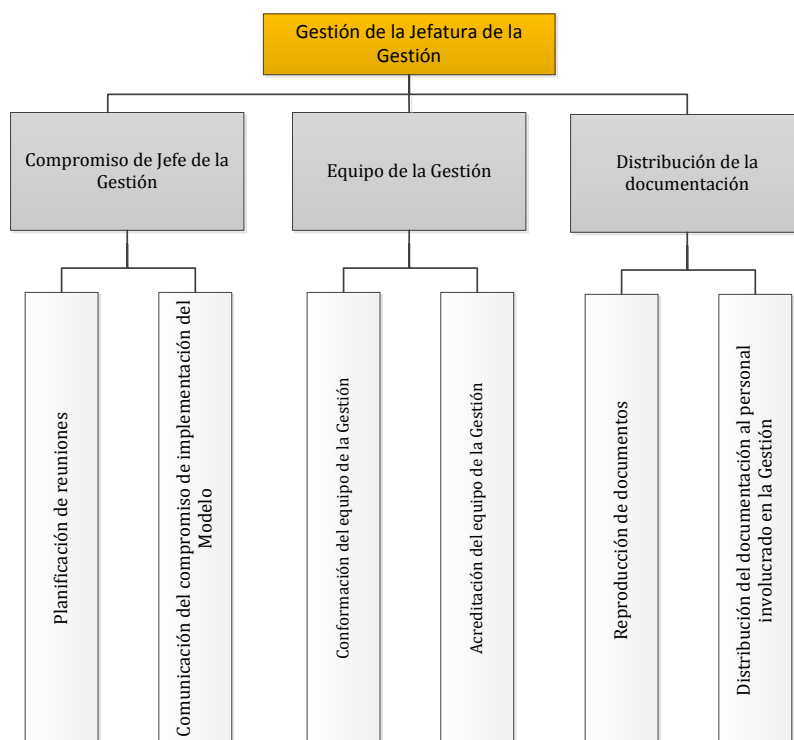 Gestión de la Jefatura de la
Gestión
Compromiso de Jefe de la
Gestión
Equipo de la Gestión
Distribución de la
documentación
Planificación de reuniones
Comunicación del compromiso de implementación del
Modelo
Conformación del equipo de la Gestión
Acreditación del equipo de la Gestión
Reproducción de documentos
Distribución del documentación al personal
involucrado en la Gestión